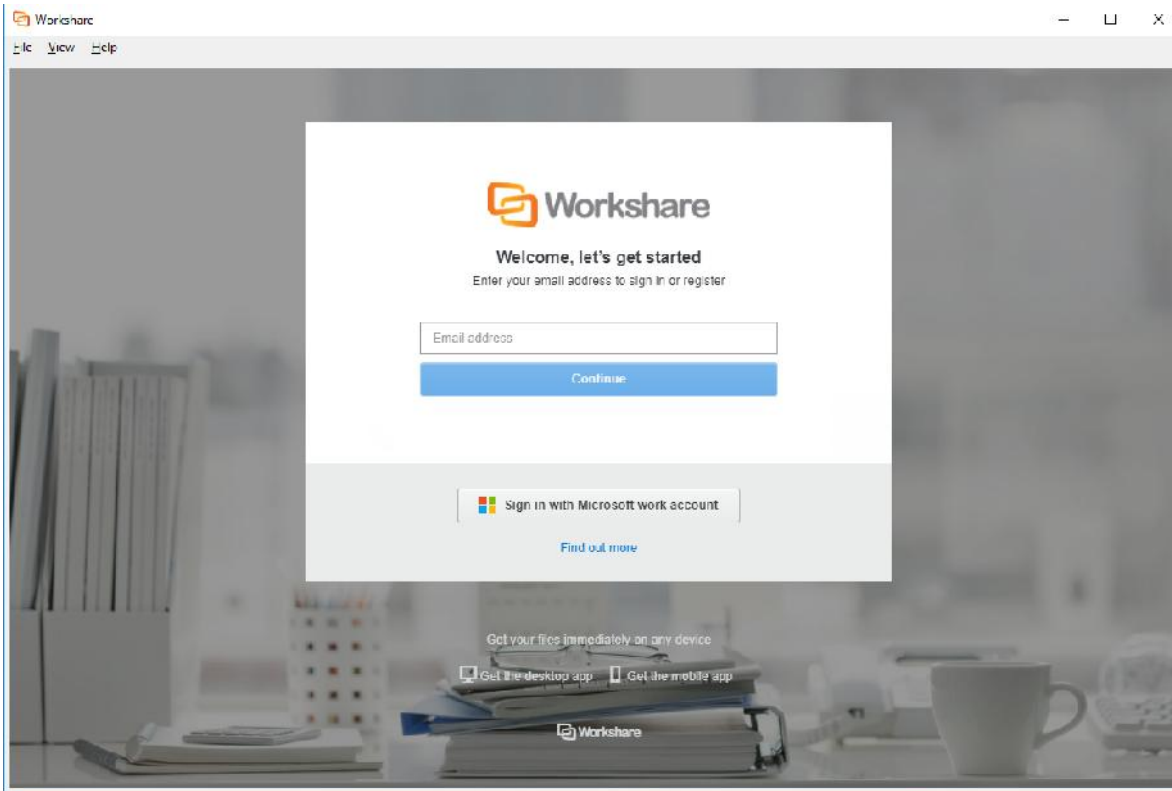 Workshare
File View Help
Workshare
Welcome, let's get started
Enter your email address to sign in or register
Email address
Continue
Sign in with Microsoft work account
Find out more
Get your files immediately on any device
Get the desktop app Get the mobile app
Workshare